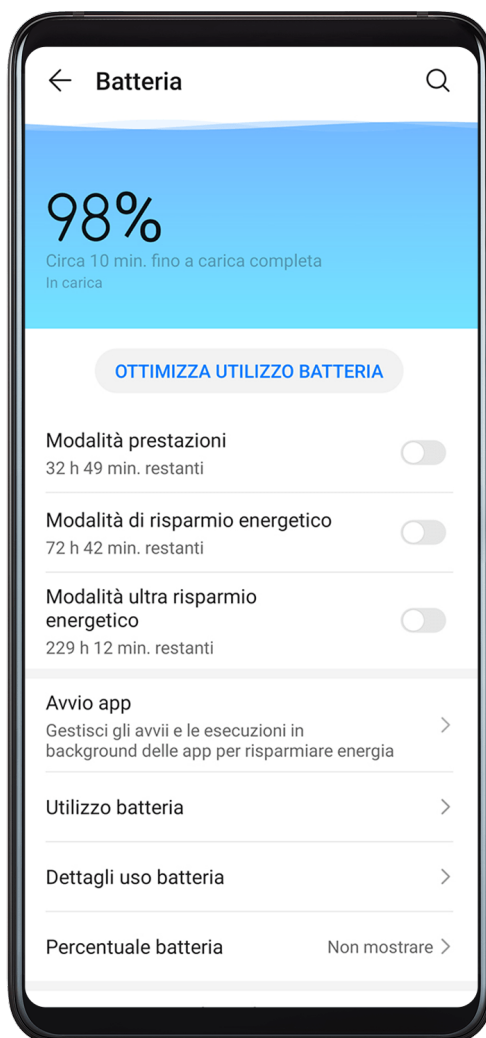 Batteria
98%
Circa 10 min. fino a carica completa
In carica
OTTIMIZZA UTILIZZO BATTERIA
Modalità prestazioni
32 h 49 min. restanti
Modalità di risparmio energetico
72 h 42 min. restanti
Modalità ultra risparmio
energetico
229 h 12 min. restanti
Avvio app
Gestisci gli avvii e le esecuzioni in
background delle app per risparmiare energia
Utilizzo batteria
Dettagli uso batteria
Percentuale batteria Non mostrare